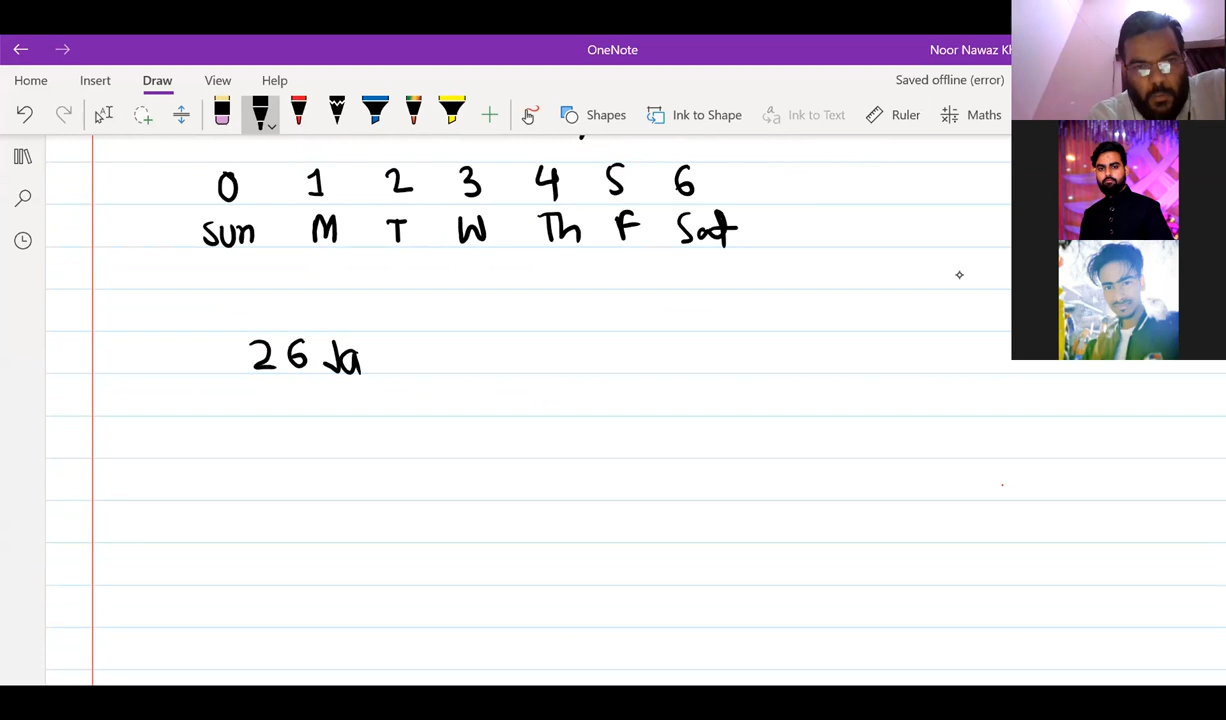 OneNote
Noor Nawaz Kh
Home Insert Draw View Help
Saved offline (error)
Shapes Ink to Shape Ink to Text Ruler Maths
0 1 2 3 4 5 6
Sun M T W Th F Sat
26 Ja